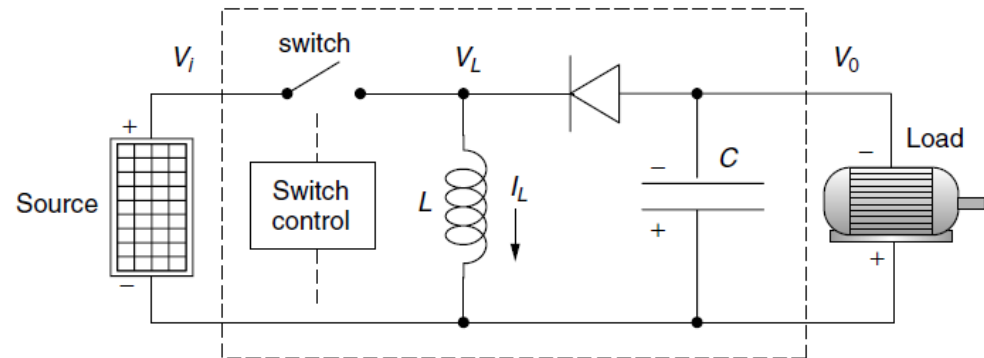 switch
V_i
V_L
V_0
+
Source
−
Switch
control
L
I_L
−
C
+
Load
−
+